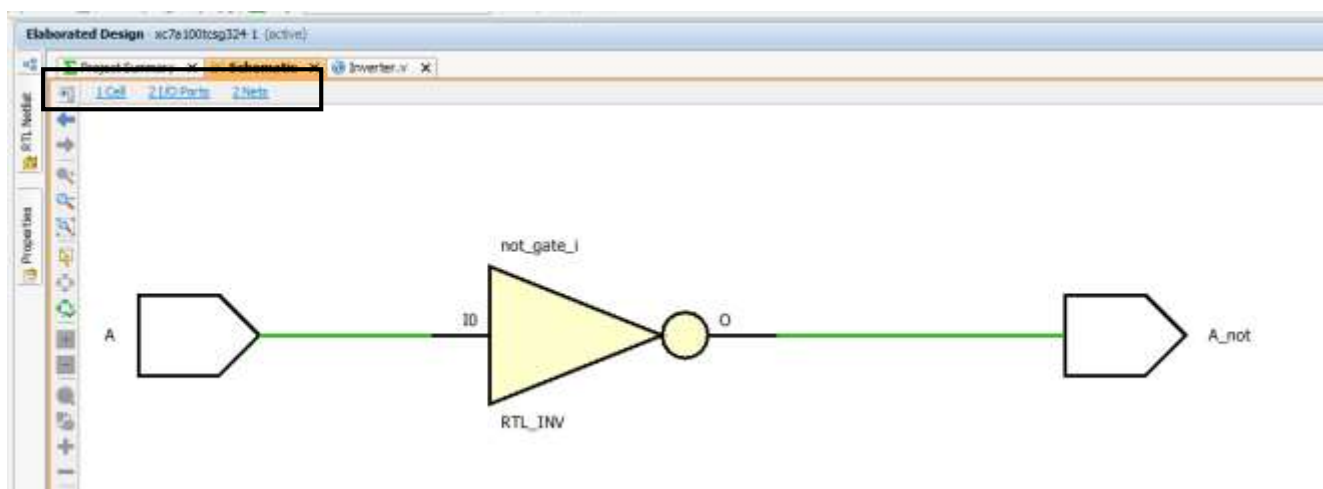 Elaborated Design - xc7a100tcsg324-1 (active)
Project Summary Schematic Inverter.v
1 Cell 2 I/O Ports 2 Nets
RTL Netlist
Properties
not_gate_i
A I0 O A_not
RTL_INV